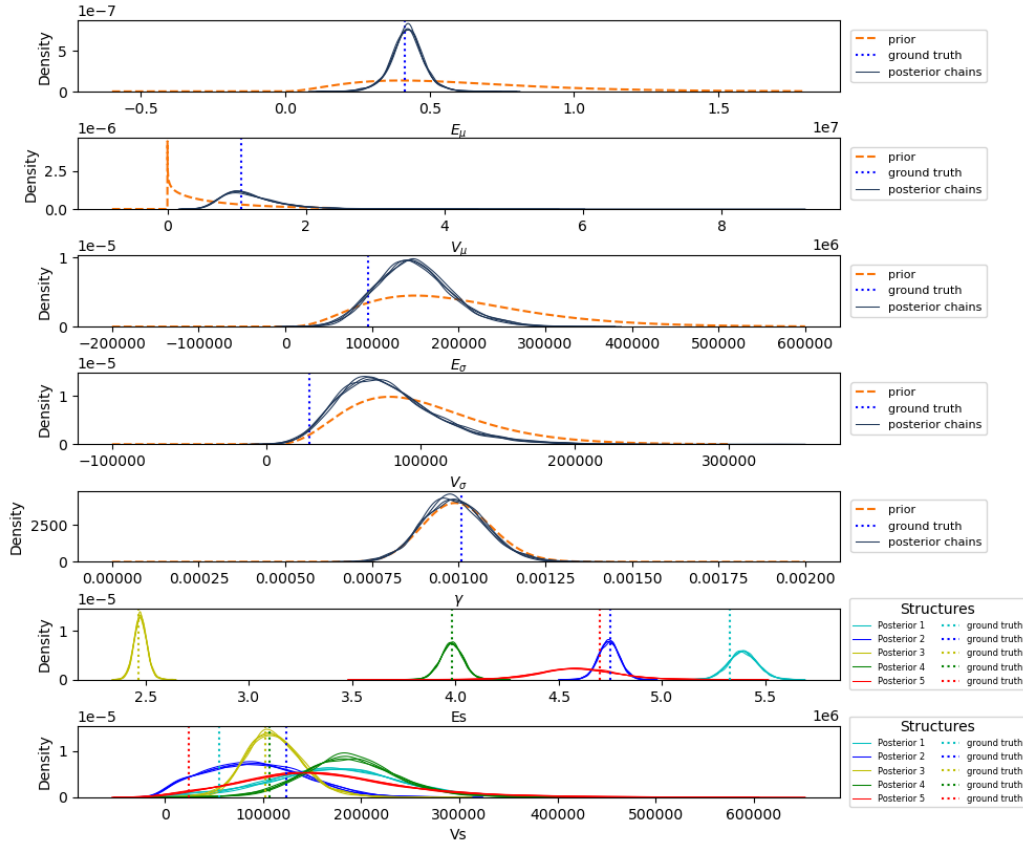 1e−7
Density
5
0
−0.5 0.0 0.5 1.0 1.5
1e7
E_μ
prior
ground truth
posterior chains
1e−6
Density
2.5
0.0
0 2 4 6 8
1e6
V_μ
prior
ground truth
posterior chains
1e−5
Density
1
0
−200000 −100000 0 100000 200000 300000 400000 500000 600000
E_σ
prior
ground truth
posterior chains
1e−5
Density
1
0
−100000 0 100000 200000 300000
V_σ
prior
ground truth
posterior chains
Density
2500
0
0.00000 0.00025 0.00050 0.00075 0.00100 0.00125 0.00150 0.00175 0.00200
γ
prior
ground truth
posterior chains
1e−5
Density
1
0
2.5 3.0 3.5 4.0 4.5 5.0 5.5
1e6
Es
Structures
Posterior 1 ground truth
Posterior 2 ground truth
Posterior 3 ground truth
Posterior 4 ground truth
Posterior 5 ground truth
1e−5
Density
1
0
0 100000 200000 300000 400000 500000 600000
Vs
Structures
Posterior 1 ground truth
Posterior 2 ground truth
Posterior 3 ground truth
Posterior 4 ground truth
Posterior 5 ground truth